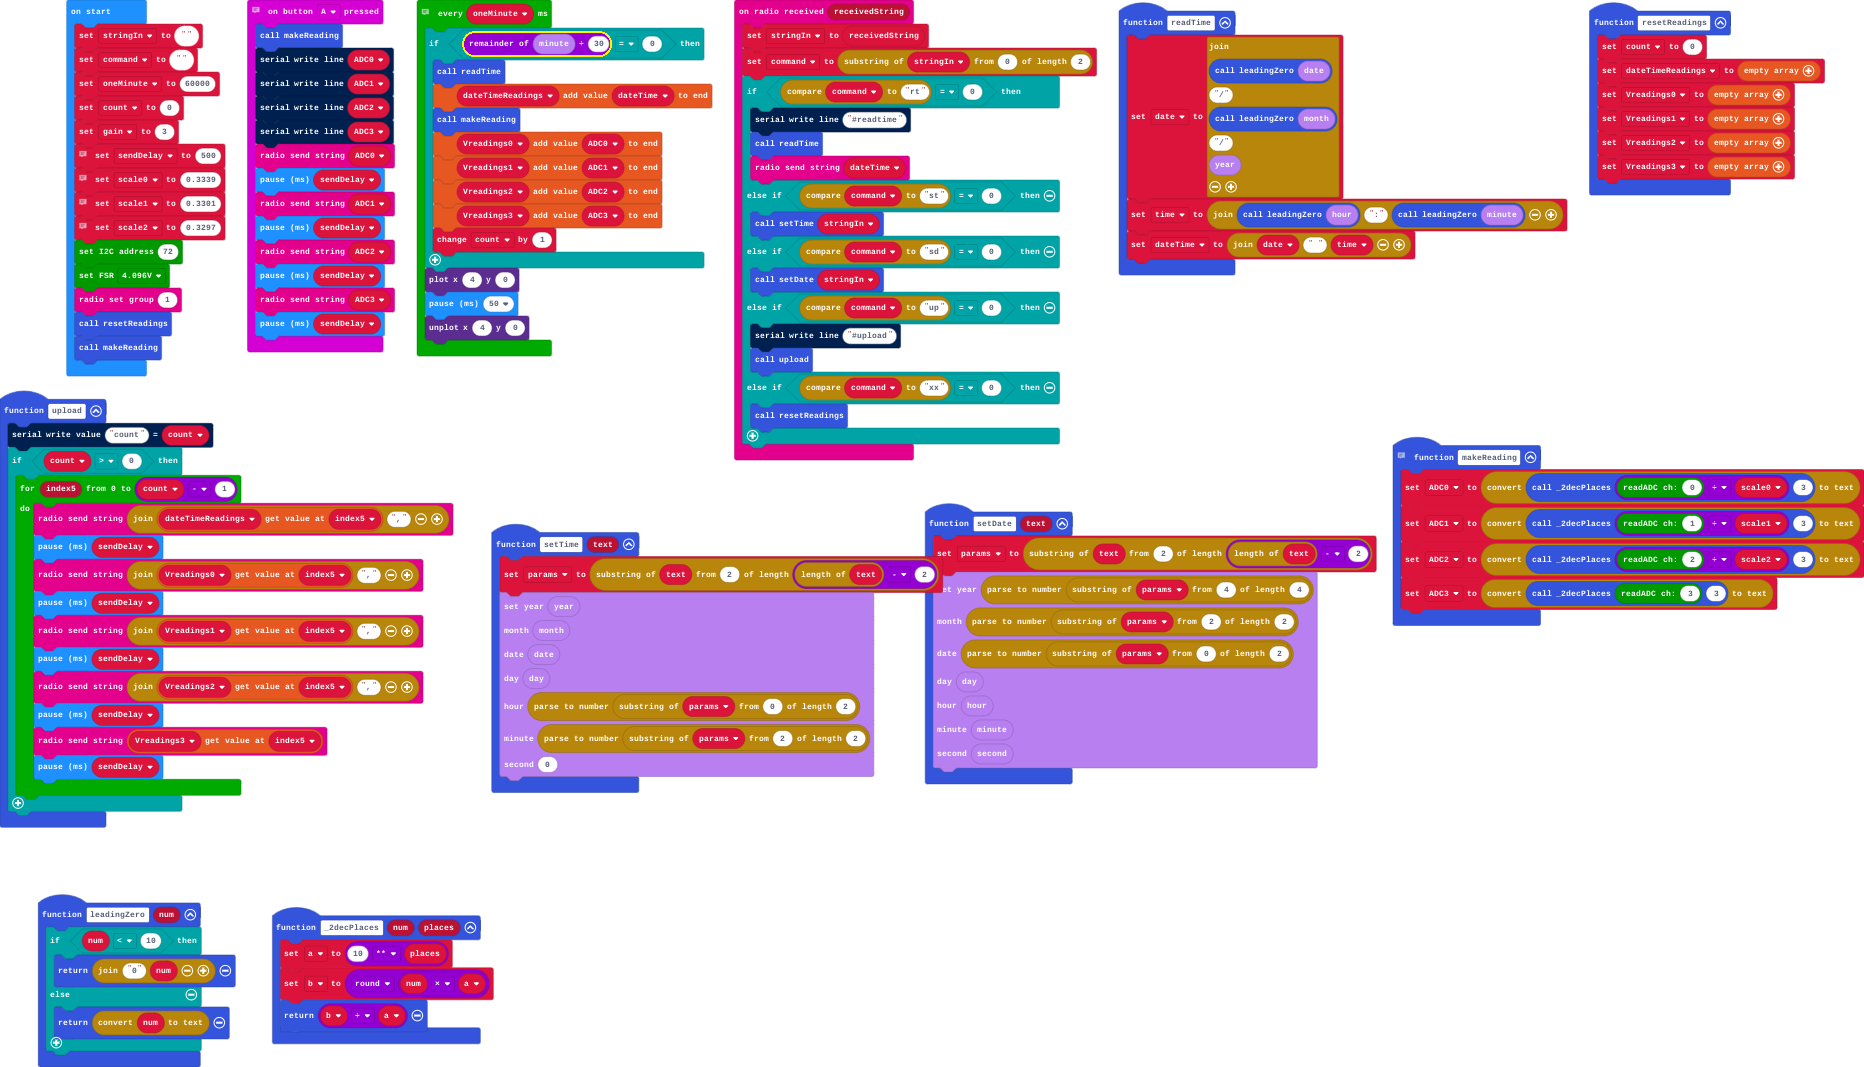 on start
set stringIn to ""
set command to ""
set oneMinute to 60000
set count to 0
set gain to 3
set sendDelay to 500
set scale0 to 0.3339
set scale1 to 0.3301
set scale2 to 0.3297
set I2C address 72
set FSR 4.096V
radio set group 1
call resetReadings
call makeReading
on button A pressed
call makeReading
serial write line ADC0
serial write line ADC1
serial write line ADC2
serial write line ADC3
radio send string ADC0
pause (ms) sendDelay
radio send string ADC1
pause (ms) sendDelay
radio send string ADC2
pause (ms) sendDelay
radio send string ADC3
pause (ms) sendDelay
every oneMinute ms
if remainder of minute ÷ 30 = 0 then
call readTime
dateTimeReadings add value dateTime to end
call makeReading
Vreadings0 add value ADC0 to end
Vreadings1 add value ADC1 to end
Vreadings2 add value ADC2 to end
Vreadings3 add value ADC3 to end
change count by 1
plot x 4 y 0
pause (ms) 50
unplot x 4 y 0
on radio received receivedString
set stringIn to receivedString
set command to substring of stringIn from 0 of length 2
if compare command to "rt" = 0 then
serial write line "#readtime"
call readTime
radio send string dateTime
else if compare command to "st" = 0 then
call setTime stringIn
else if compare command to "sd" = 0 then
call setDate stringIn
else if compare command to "up" = 0 then
serial write line "#upload"
call upload
else if compare command to "xx" = 0 then
call resetReadings
function readTime
set date to join
call leadingZero date
"/"
call leadingZero month
"/"
year
set time to join call leadingZero hour ":" call leadingZero minute
set dateTime to join date " " time
function resetReadings
set count to 0
set dateTimeReadings to empty array
set Vreadings0 to empty array
set Vreadings1 to empty array
set Vreadings2 to empty array
set Vreadings3 to empty array
function upload
serial write value "count" = count
if count > 0 then
for index5 from 0 to count - 1
do
radio send string join dateTimeReadings get value at index5 ","
pause (ms) sendDelay
radio send string join Vreadings0 get value at index5 ","
pause (ms) sendDelay
radio send string join Vreadings1 get value at index5 ","
pause (ms) sendDelay
radio send string join Vreadings2 get value at index5 ","
pause (ms) sendDelay
radio send string Vreadings3 get value at index5
pause (ms) sendDelay
function setTime text
set params to substring of text from 2 of length length of text - 2
set year year
month month
date date
day day
hour parse to number substring of params from 0 of length 2
minute parse to number substring of params from 2 of length 2
second 0
function setDate text
set params to substring of text from 2 of length length of text - 2
et year parse to number substring of params from 4 of length 4
month parse to number substring of params from 2 of length 2
date parse to number substring of params from 0 of length 2
day day
hour hour
minute minute
second second
function makeReading
set ADC0 to convert call _2decPlaces readADC ch: 0 ÷ scale0 3 to text
set ADC1 to convert call _2decPlaces readADC ch: 1 ÷ scale1 3 to text
set ADC2 to convert call _2decPlaces readADC ch: 2 ÷ scale2 3 to text
set ADC3 to convert call _2decPlaces readADC ch: 3 3 to text
function leadingZero num
if num < 10 then
return join "0" num
else
return convert num to text
function _2decPlaces num places
set a to 10 ** places
set b to round num × a
return b ÷ a